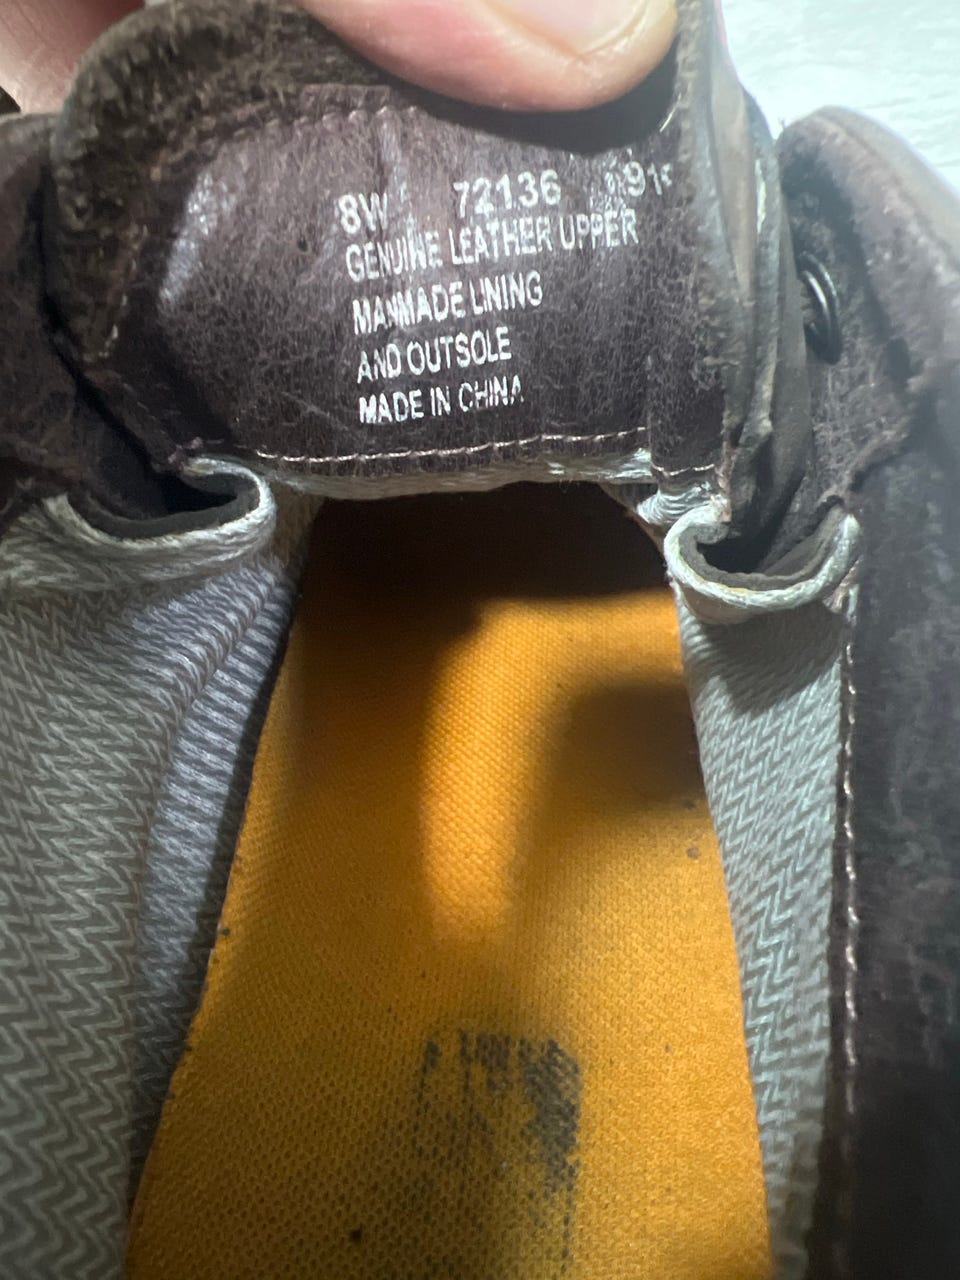 8W 72136
GENUINE LEATHER UPPER
MANMADE LINING
AND OUTSOLE
MADE IN CHINA